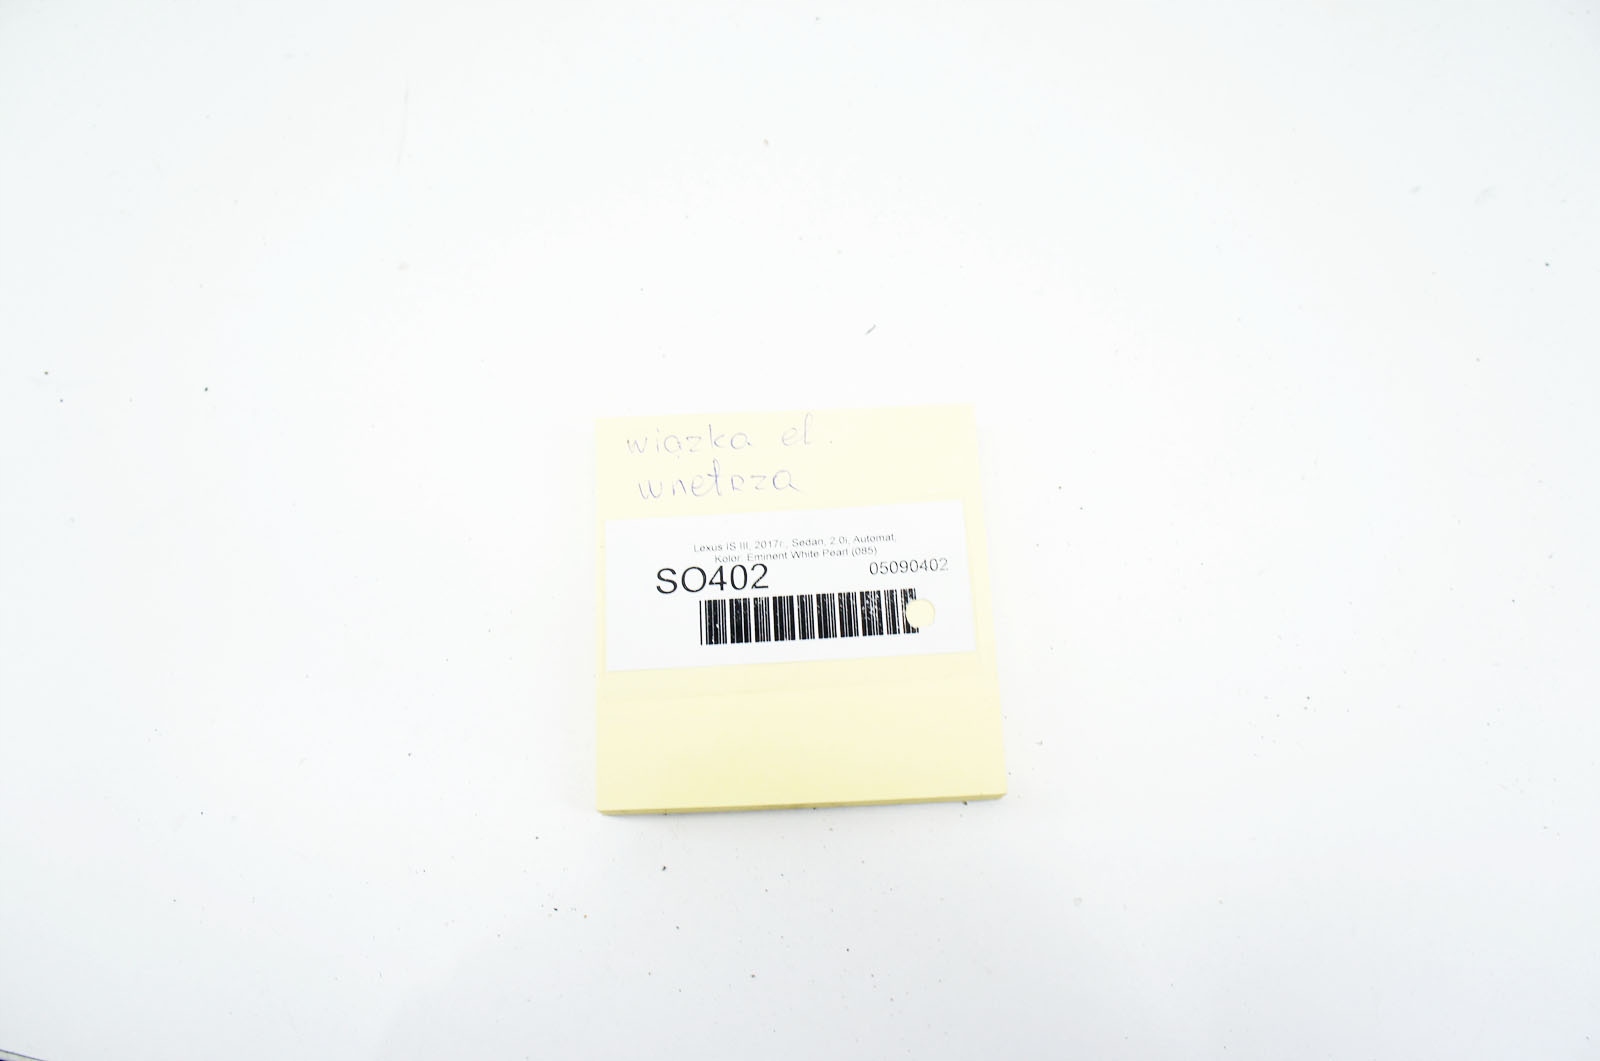 wiązka el.
wnetrza
Lexus IS III, 2017r., Sedan, 2.0i, Automat,
Kolor: Eminent White Pearl (085)
SO402 05090402